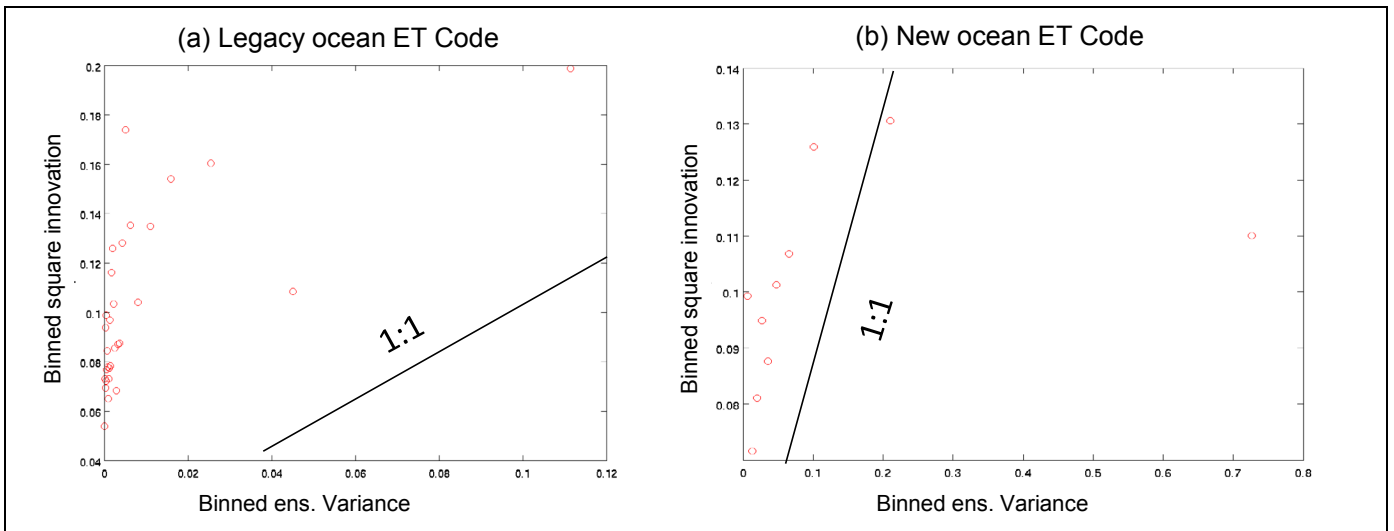 (a) Legacy ocean ET Code
0.2
0.18
0.16
0.14
0.12
0.1
0.08
0.06
0.04
0 0.02 0.04 0.06 0.08 0.1 0.12
Binned square innovation
1:1
Binned ens. Variance
(b) New ocean ET Code
0.14
0.13
0.12
0.11
0.1
0.09
0.08
0 0.1 0.2 0.3 0.4 0.5 0.6 0.7 0.8
Binned square innovation
1:1
Binned ens. Variance